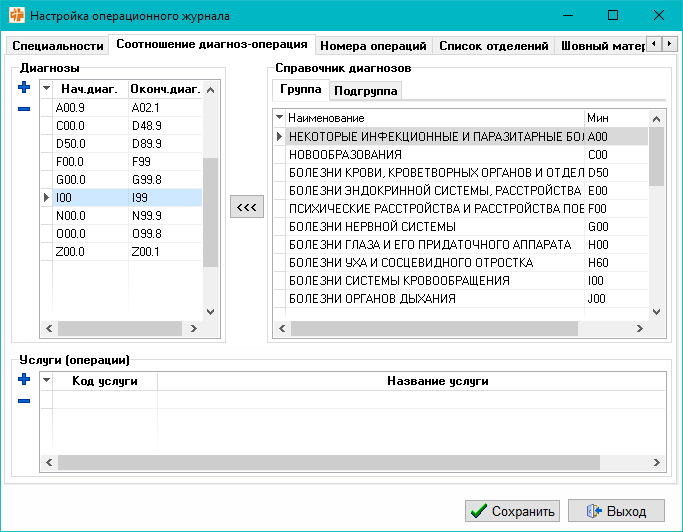 Настройка операционного журнала
Специальности Соотношение диагноз-операция Номера операций Список отделений Шовный матер
Диагнозы
Нач.диаг. Оконч.диаг.
A00.9 A02.1
C00.0 D48.9
D50.0 D89.9
F00.0 F99
G00.0 G99.8
I00 I99
N00.0 N99.9
O00.0 O99.8
Z00.0 Z00.1
<<<
Справочник диагнозов
Группа Подгруппа
Наименование Мин
НЕКОТОРЫЕ ИНФЕКЦИОННЫЕ И ПАРАЗИТАРНЫЕ БОЛ A00
НОВООБРАЗОВАНИЯ C00
БОЛЕЗНИ КРОВИ, КРОВЕТВОРНЫХ ОРГАНОВ И ОТДЕЛ D50
БОЛЕЗНИ ЭНДОКРИННОЙ СИСТЕМЫ, РАССТРОЙСТВА E00
ПСИХИЧЕСКИЕ РАССТРОЙСТВА И РАССТРОЙСТВА ПОВ F00
БОЛЕЗНИ НЕРВНОЙ СИСТЕМЫ G00
БОЛЕЗНИ ГЛАЗА И ЕГО ПРИДАТОЧНОГО АППАРАТА H00
БОЛЕЗНИ УХА И СОСЦЕВИДНОГО ОТРОСТКА H60
БОЛЕЗНИ СИСТЕМЫ КРОВООБРАЩЕНИЯ I00
БОЛЕЗНИ ОРГАНОВ ДЫХАНИЯ J00
Услуги (операции)
Код услуги Название услуги
Сохранить Выход